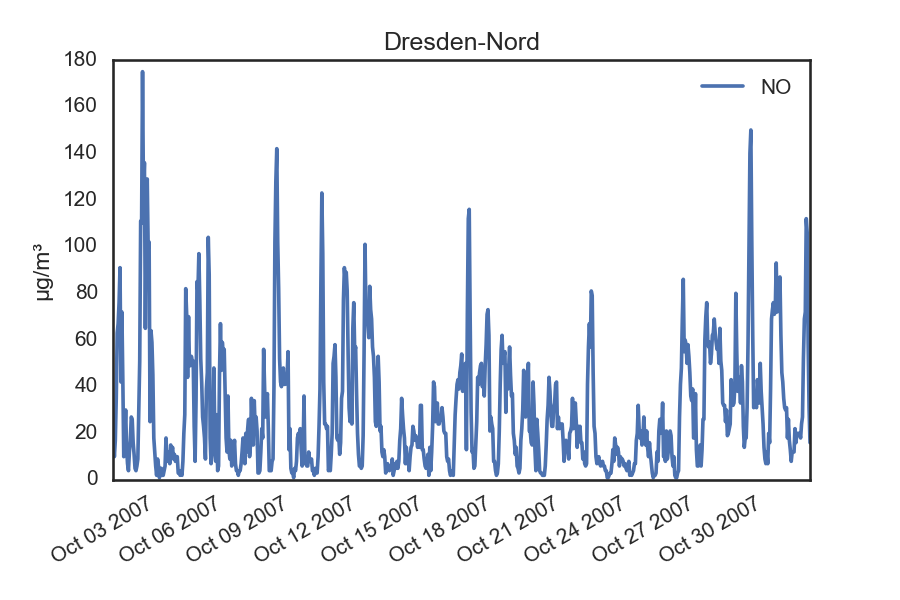 Dresden-Nord
NO
µg/m³
180
160
140
120
100
80
60
40
20
0
Oct 03 2007
Oct 06 2007
Oct 09 2007
Oct 12 2007
Oct 15 2007
Oct 18 2007
Oct 21 2007
Oct 24 2007
Oct 27 2007
Oct 30 2007